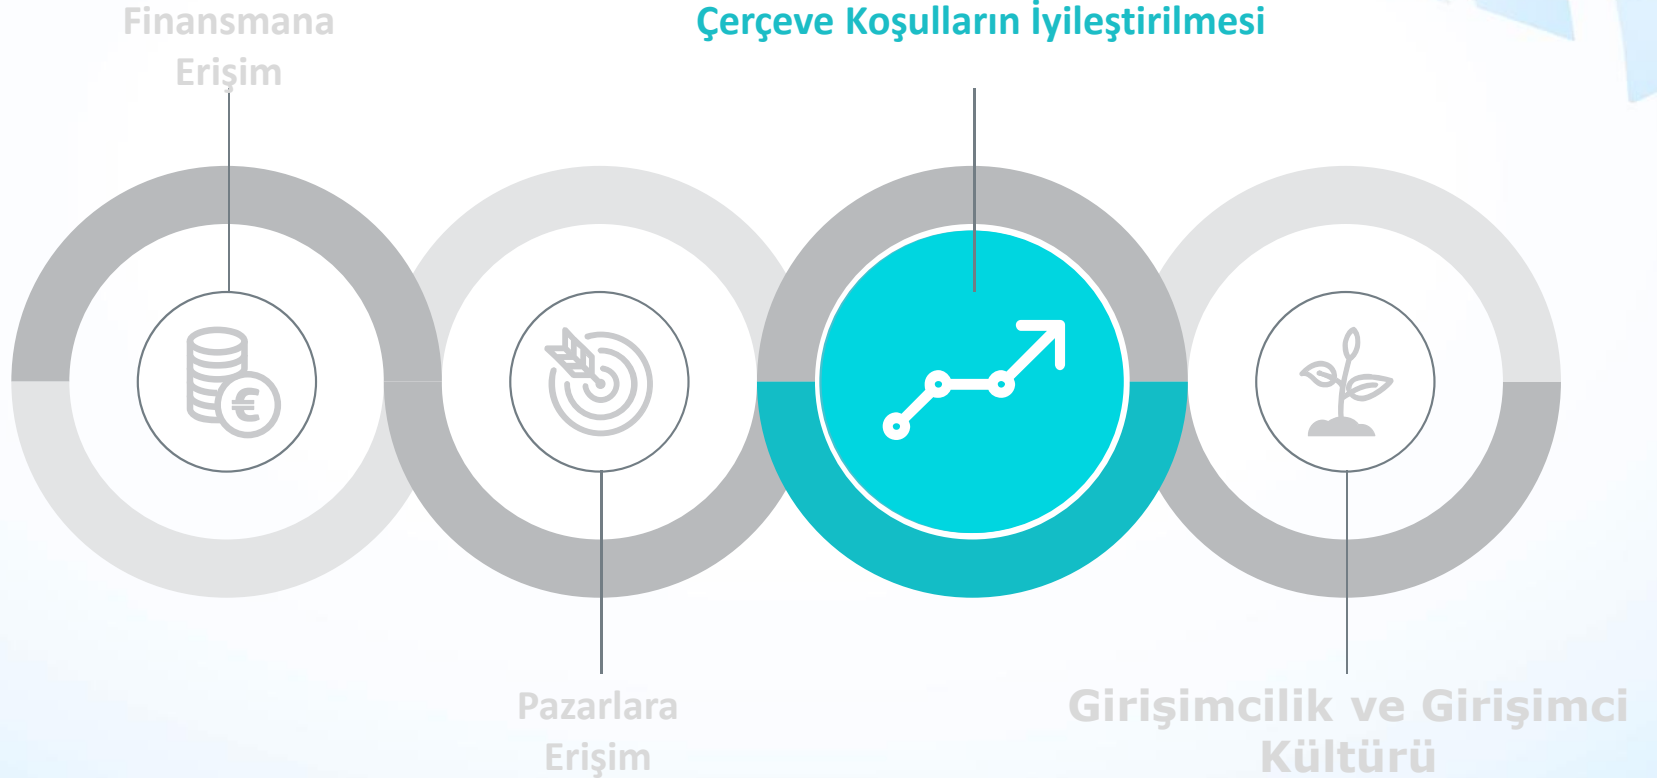 Finansmana
Erişim
Çerçeve Koşulların İyileştirilmesi
€
Pazarlara
Erişim
Girişimcilik ve Girişimci
Kültürü